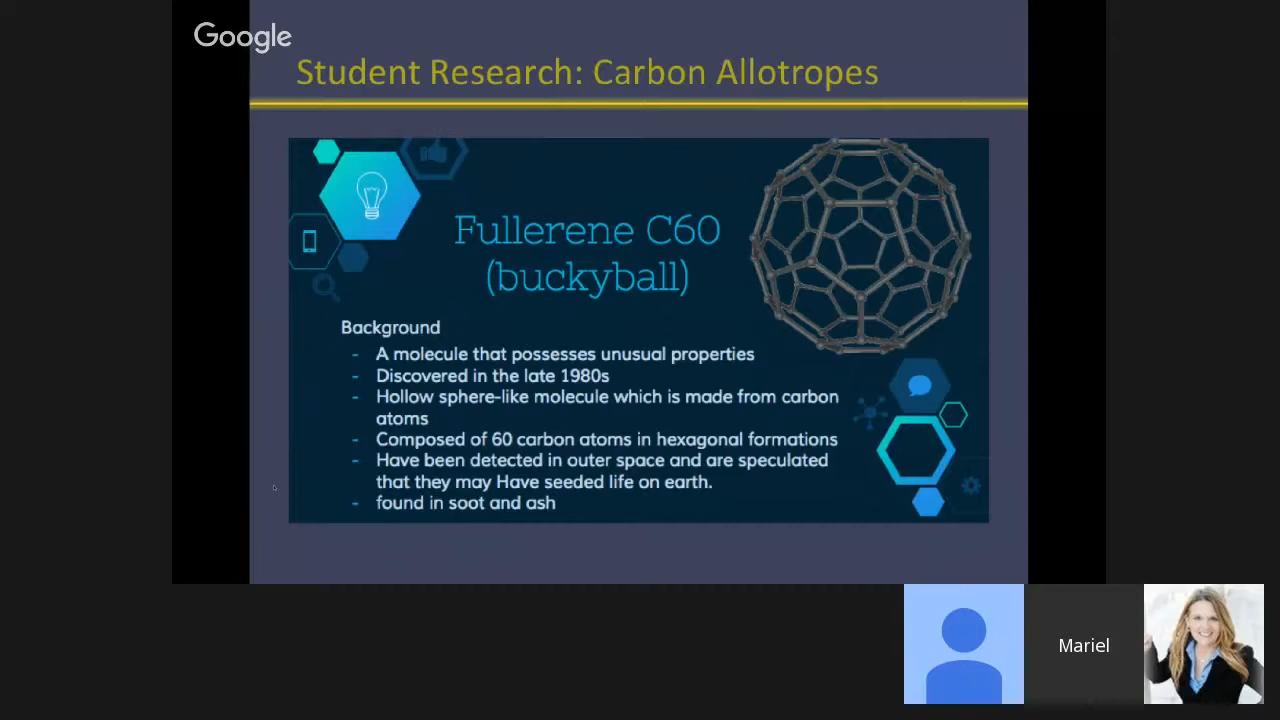 Google
Student Research: Carbon Allotropes
Fullerene C60
(buckyball)
Background
- A molecule that possesses unusual properties
- Discovered in the late 1980s
- Hollow sphere-like molecule which is made from carbon
atoms
- Composed of 60 carbon atoms in hexagonal formations
- Have been detected in outer space and are speculated
that they may Have seeded life on earth.
- found in soot and ash
Mariel